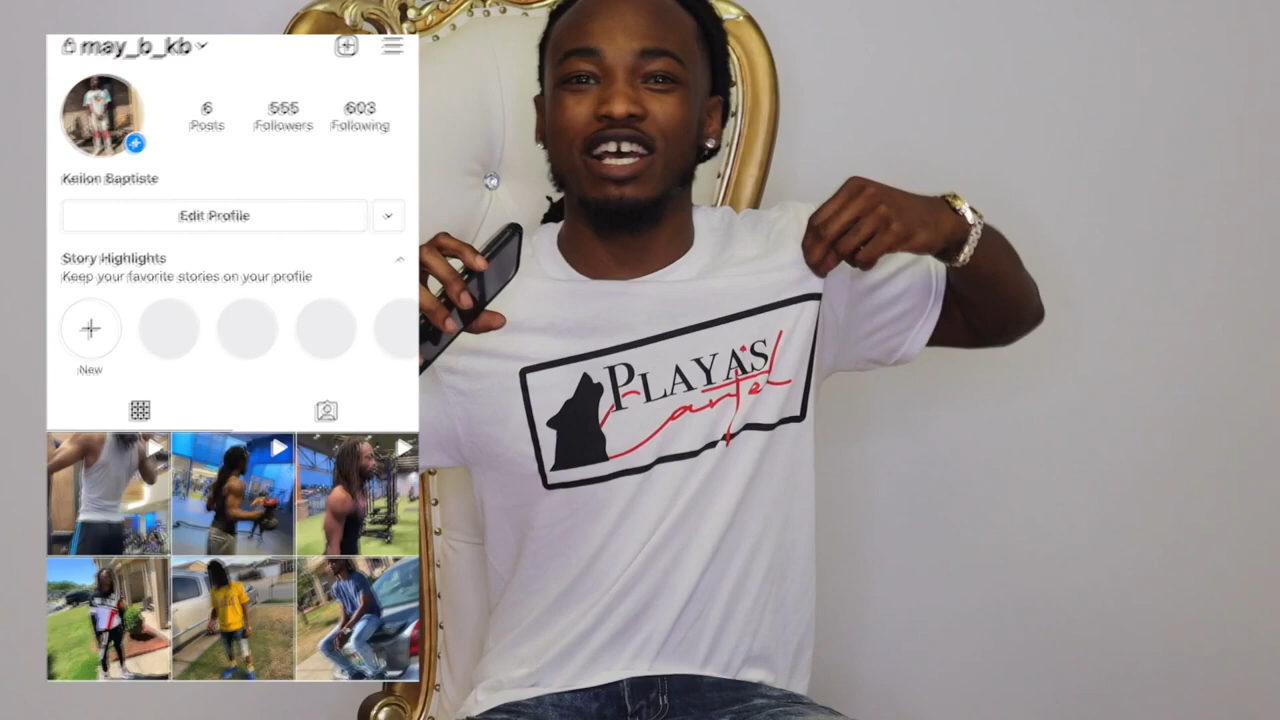 may_b_kb
6 555 603
Posts Followers Following
Keilon Baptiste
Edit Profile
Story Highlights
Keep your favorite stories on your profile
New
PLAYA'S
Cartel